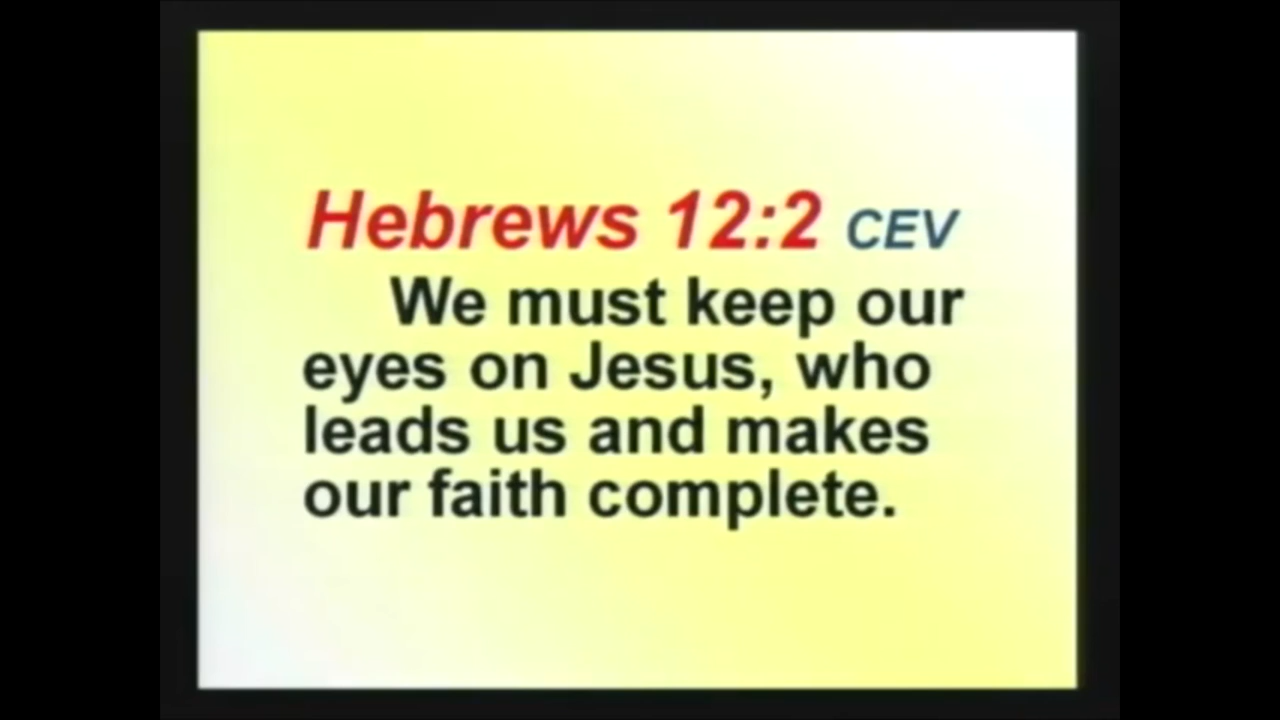 Hebrews 12:2 CEV
We must keep our
eyes on Jesus, who
leads us and makes
our faith complete.